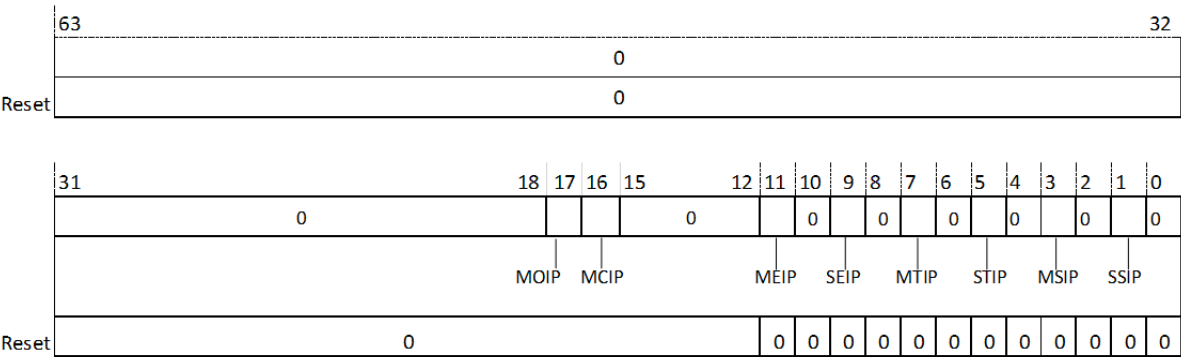 63 32
0
Reset 0
31 18 17 16 15 12 11 10 9 8 7 6 5 4 3 2 1 0
0 0 0 0 0 0 0 0
MOIP MCIP MEIP SEIP MTIP STIP MSIP SSIP
Reset 0 0 0 0 0 0 0 0 0 0 0 0 0